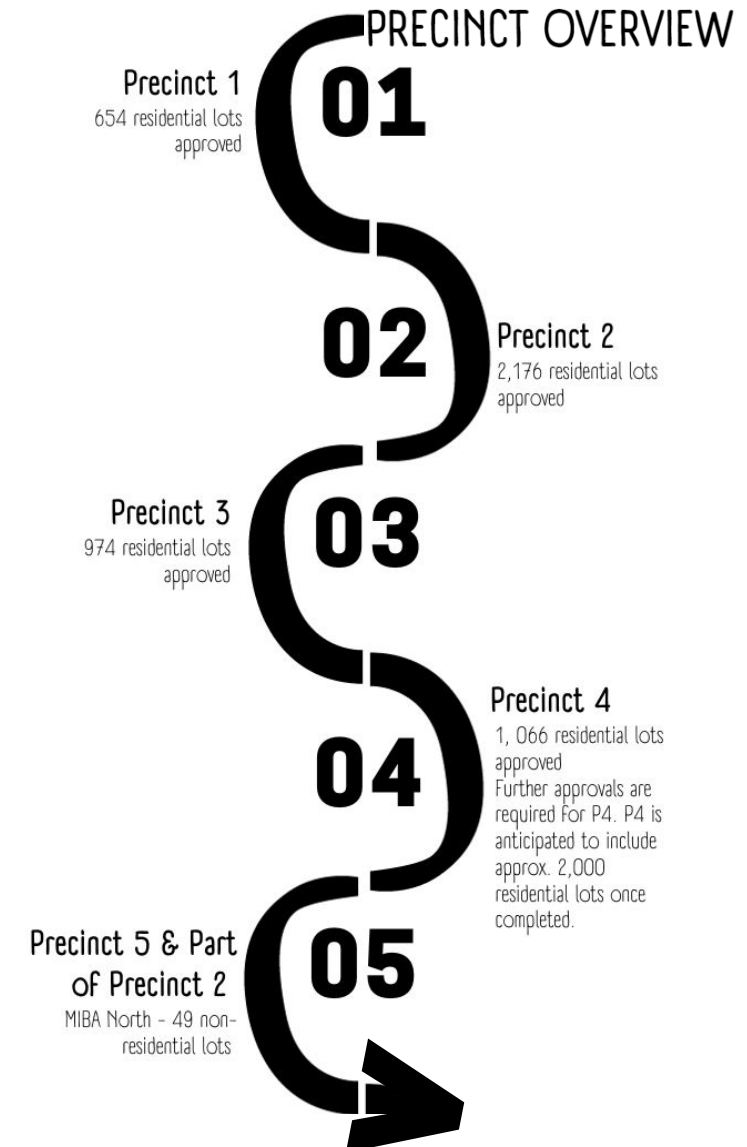 PRECINCT OVERVIEW
01
Precinct 1
654 residential lots
approved
02
Precinct 2
2,176 residential lots
approved
03
Precinct 3
974 residential lots
approved
04
Precinct 4
1, 066 residential lots
approved
Further approvals are
required for P4. P4 is
anticipated to include
approx. 2,000
residential lots once
completed.
05
Precinct 5 & Part
of Precinct 2
MIBA North - 49 non-
residential lots